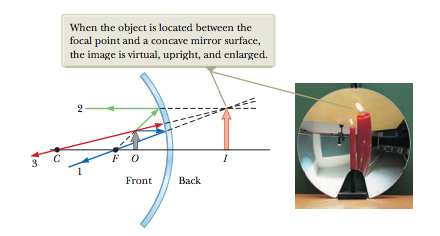 When the object is located between the
focal point and a concave mirror surface,
the image is virtual, upright, and enlarged.
2
3
C
F
O
I
1
Front
Back